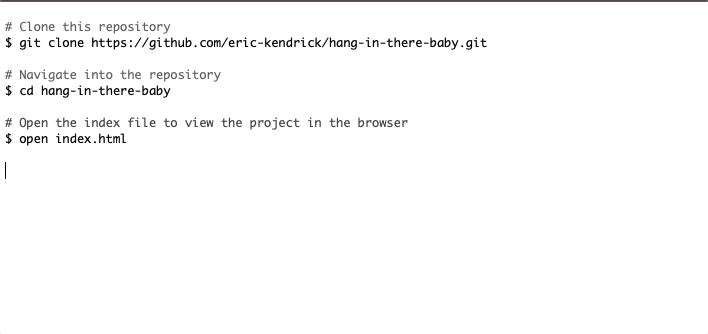 # Clone this repository
$ git clone https://github.com/eric-kendrick/hang-in-there-baby.git
# Navigate into the repository
$ cd hang-in-there-baby
# Open the index file to view the project in the browser
$ open index.html